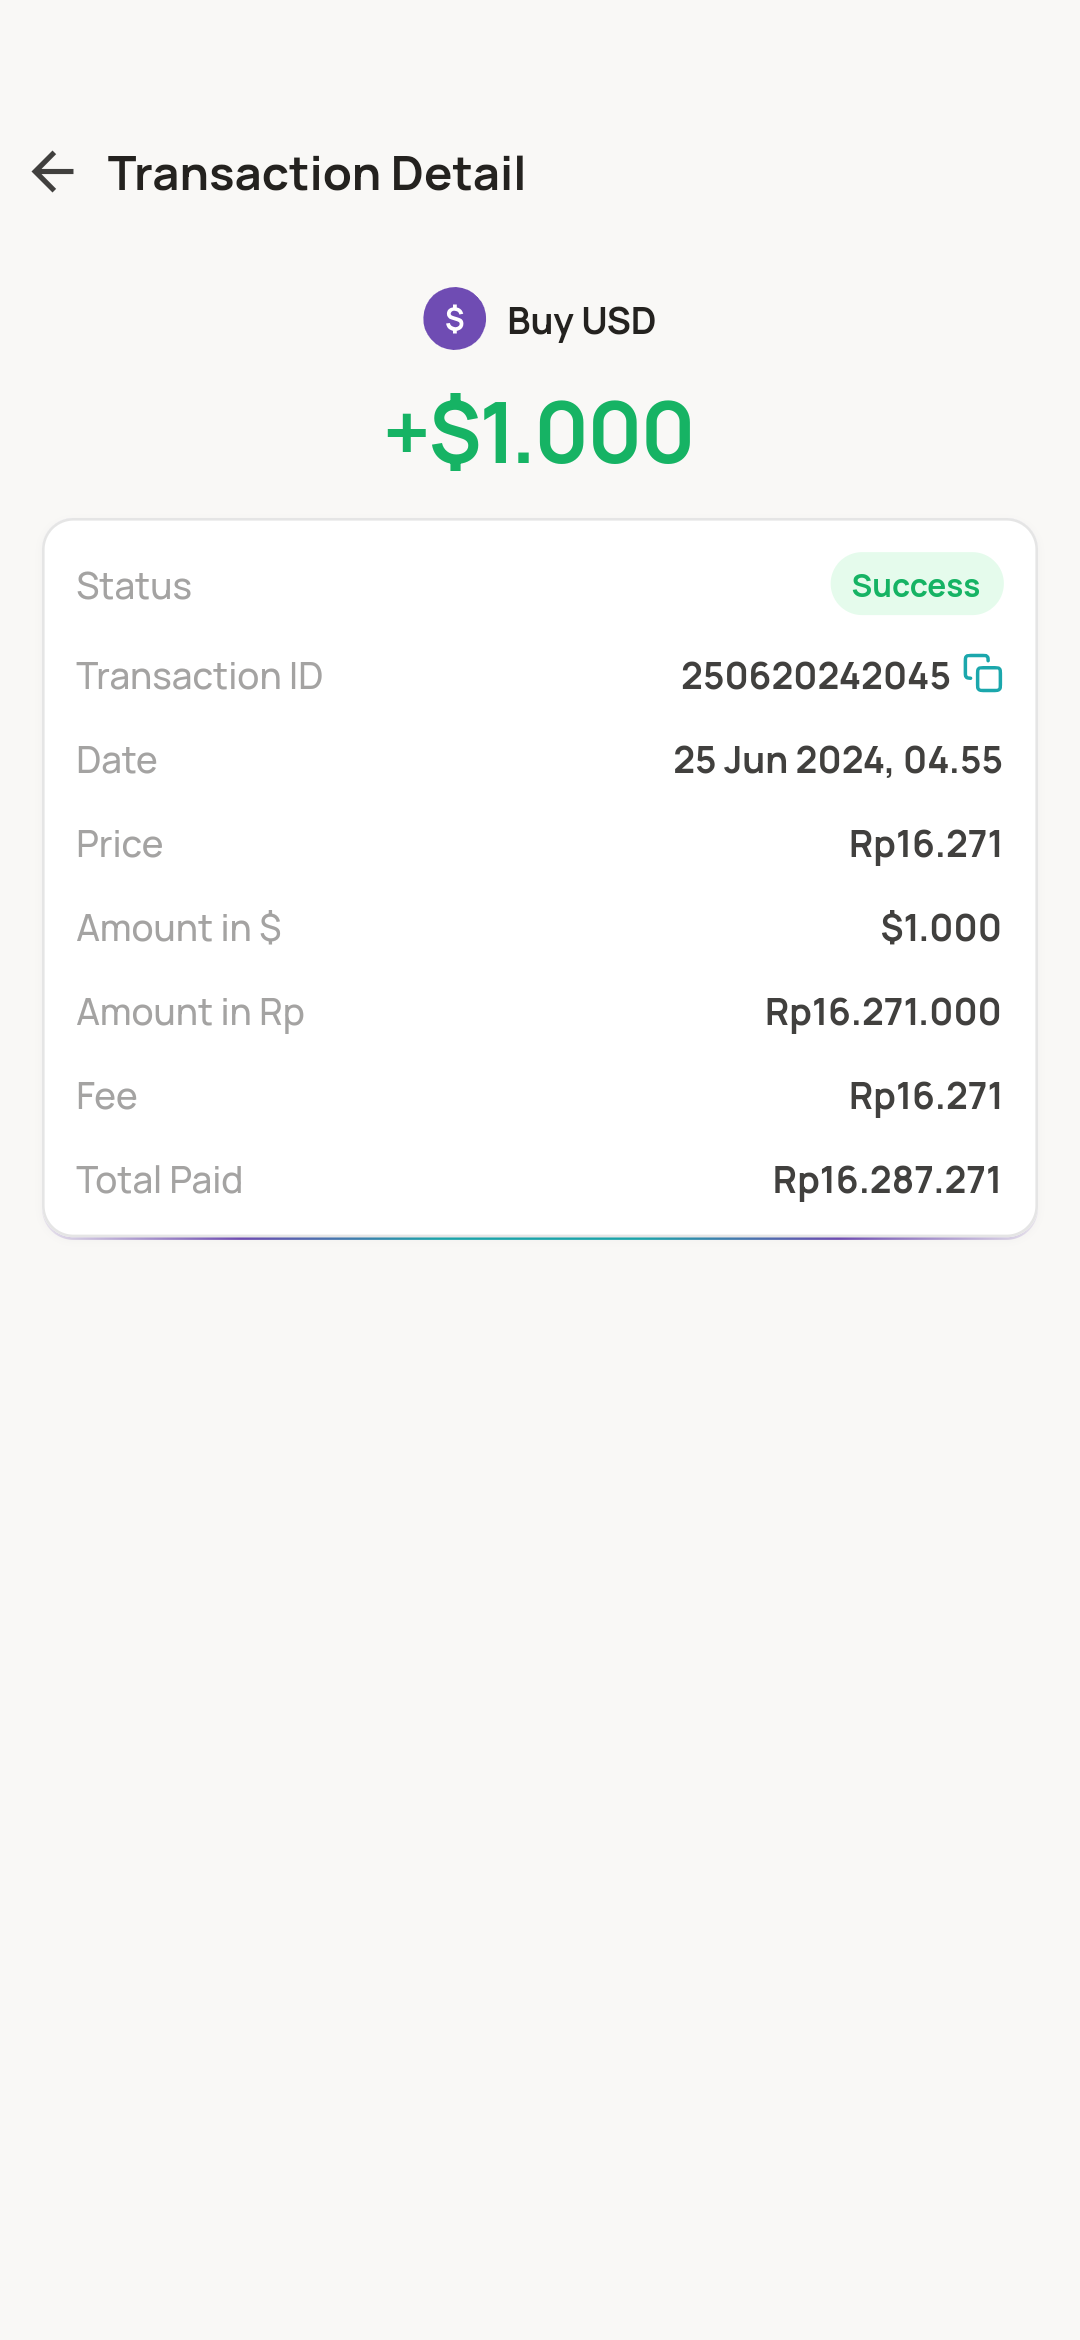 Transaction Detail
$ Buy USD
+$1.000
Status Success
Transaction ID 250620242045
Date 25 Jun 2024, 04.55
Price Rp16.271
Amount in $ $1.000
Amount in Rp Rp16.271.000
Fee Rp16.271
Total Paid Rp16.287.271